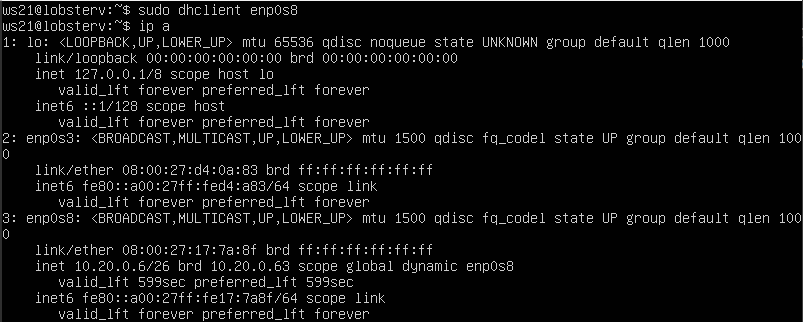 ws21@lobsterv:~$ sudo dhclient enp0s8
ws21@lobsterv:~$ ip a
1: lo: <LOOPBACK,UP,LOWER_UP> mtu 65536 qdisc noqueue state UNKNOWN group default qlen 1000
    link/loopback 00:00:00:00:00:00 brd 00:00:00:00:00:00
    inet 127.0.0.1/8 scope host lo
       valid_lft forever preferred_lft forever
    inet6 ::1/128 scope host
       valid_lft forever preferred_lft forever
2: enp0s3: <BROADCAST,MULTICAST,UP,LOWER_UP> mtu 1500 qdisc fq_codel state UP group default qlen 100
0
    link/ether 08:00:27:d4:0a:83 brd ff:ff:ff:ff:ff:ff
    inet6 fe80::a00:27ff:fed4:a83/64 scope link
       valid_lft forever preferred_lft forever
3: enp0s8: <BROADCAST,MULTICAST,UP,LOWER_UP> mtu 1500 qdisc fq_codel state UP group default qlen 100
0
    link/ether 08:00:27:17:7a:8f brd ff:ff:ff:ff:ff:ff
    inet 10.20.0.6/26 brd 10.20.0.63 scope global dynamic enp0s8
       valid_lft 599sec preferred_lft 599sec
    inet6 fe80::a00:27ff:fe17:7a8f/64 scope link
       valid_lft forever preferred_lft forever